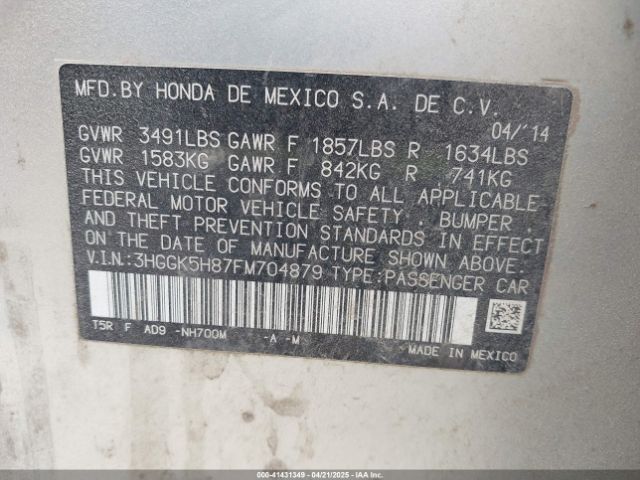 MFD.BY HONDA DE MEXICO S.A. DE C.V.
04/'14
GVWR 3491LBS GAWR F 1857LBS R 1634LBS
GVWR 1583KG GAWR F 842KG R 741KG
THIS VEHICLE CONFORMS TO ALL APPLICABLE
FEDERAL MOTOR VEHICLE SAFETY, BUMPER,
AND THEFT PREVENTION STANDARDS IN EFFECT
ON THE DATE OF MANUFACTURE SHOWN ABOVE.
V.I.N.:3HGGK5H87FM704879 TYPE:PASSENGER CAR
T5R F AD9 -NH700M -A -M
MADE IN MEXICO
000-41431349 - 04/21/2025 - IAAI.COM